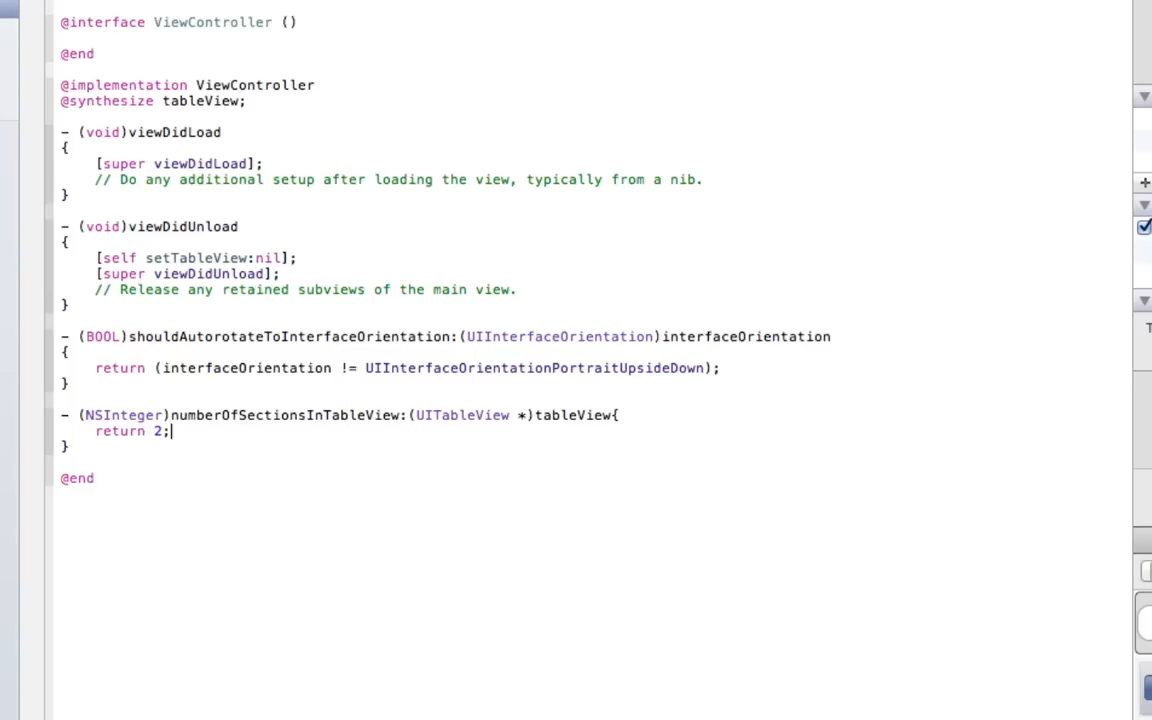 @interface ViewController ()
@end
@implementation ViewController
@synthesize tableView;
- (void)viewDidLoad
{
[super viewDidLoad];
// Do any additional setup after loading the view, typically from a nib.
}
- (void)viewDidUnload
{
[self setTableView:nil];
[super viewDidUnload];
// Release any retained subviews of the main view.
}
- (BOOL)shouldAutorotateToInterfaceOrientation:(UIInterfaceOrientation)interfaceOrientation
{
return (interfaceOrientation != UIInterfaceOrientationPortraitUpsideDown);
}
- (NSInteger)numberOfSectionsInTableView:(UITableView *)tableView{
return 2;
}
@end